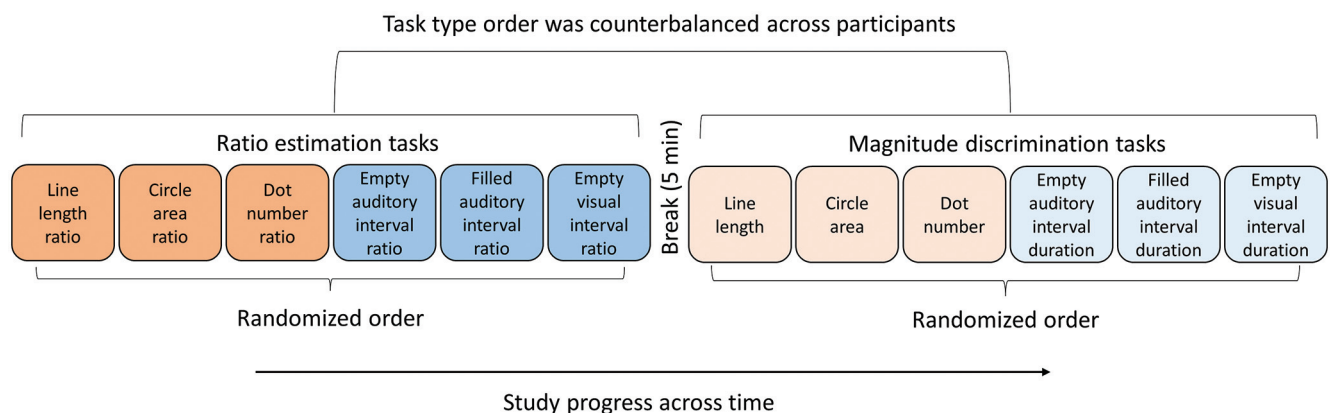 Task type order was counterbalanced across participants
Ratio estimation tasks
Line
length
ratio
Circle
area
ratio
Dot
number
ratio
Empty
auditory
interval
ratio
Filled
auditory
interval
ratio
Empty
visual
interval
ratio
Randomized order
Break (5 min)
Magnitude discrimination tasks
Line
length
Circle
area
Dot
number
Empty
auditory
interval
duration
Filled
auditory
interval
duration
Empty
visual
interval
duration
Randomized order
Study progress across time